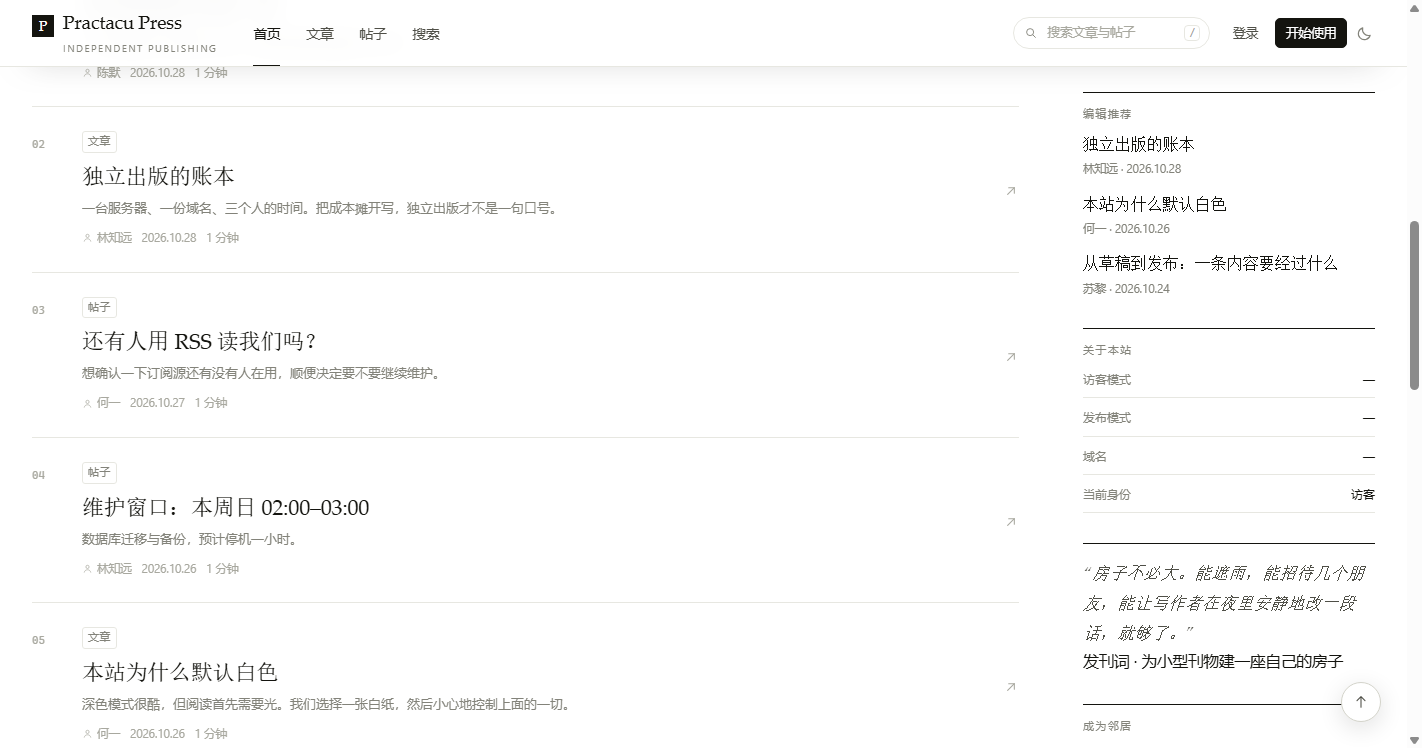 P Practacu Press
INDEPENDENT PUBLISHING
首页 文章 帖子 搜索
搜索文章与帖子 /
登录
开始使用
陈默 2026.10.28 1 分钟
02
文章
独立出版的账本
一台服务器、一份域名、三个人的时间。把成本摊开写，独立出版才不是一句口号。
林知远 2026.10.28 1 分钟
03
帖子
还有人用 RSS 读我们吗？
想确认一下订阅源还有没有人在用，顺便决定要不要继续维护。
何一 2026.10.27 1 分钟
04
帖子
维护窗口：本周日 02:00–03:00
数据库迁移与备份，预计停机一小时。
林知远 2026.10.26 1 分钟
05
文章
本站为什么默认白色
深色模式很酷，但阅读首先需要光。我们选择一张白纸，然后小心地控制上面的一切。
何一 2026.10.26 1 分钟
编辑推荐
独立出版的账本
林知远 · 2026.10.28
本站为什么默认白色
何一 · 2026.10.26
从草稿到发布：一条内容要经过什么
苏黎 · 2026.10.24
关于本站
访客模式 —
发布模式 —
域名 —
当前身份 访客
“房子不必大。能遮雨，能招待几个朋
友，能让写作者在夜里安静地改一段
话，就够了。”
发刊词 · 为小型刊物建一座自己的房子
成为邻居